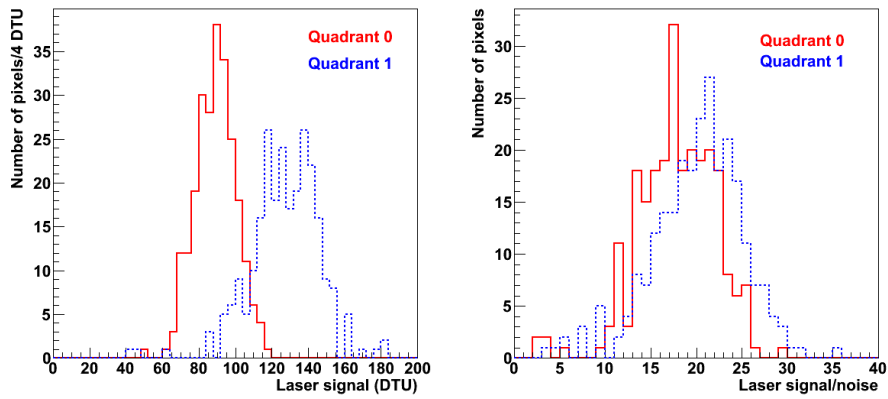 Number of pixels/4 DTU
35
30
25
20
15
10
5
0
0 20 40 60 80 100 120 140 160 180 200
Laser signal (DTU)
Quadrant 0
Quadrant 1
Number of pixels
30
25
20
15
10
5
0
0 5 10 15 20 25 30 35 40
Laser signal/noise
Quadrant 0
Quadrant 1